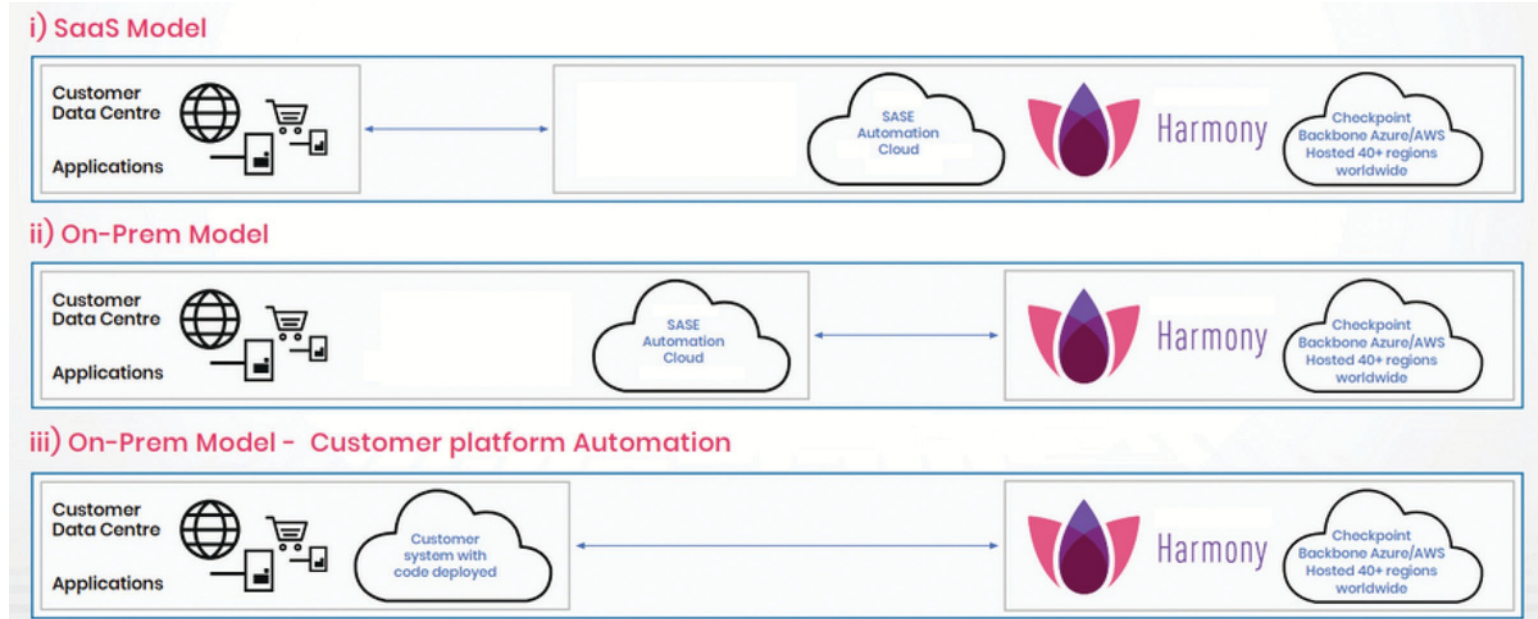 i) SaaS Model
Customer
Data Centre
Applications
SASE
Automation
Cloud
Harmony
Checkpoint
Backbone Azure/AWS
Hosted 40+ regions
worldwide
ii) On-Prem Model
Customer
Data Centre
Applications
SASE
Automation
Cloud
Harmony
Checkpoint
Backbone Azure/AWS
Hosted 40+ regions
worldwide
iii) On-Prem Model - Customer platform Automation
Customer
Data Centre
Applications
Customer
system with
code deployed
Harmony
Checkpoint
Backbone Azure/AWS
Hosted 40+ regions
worldwide